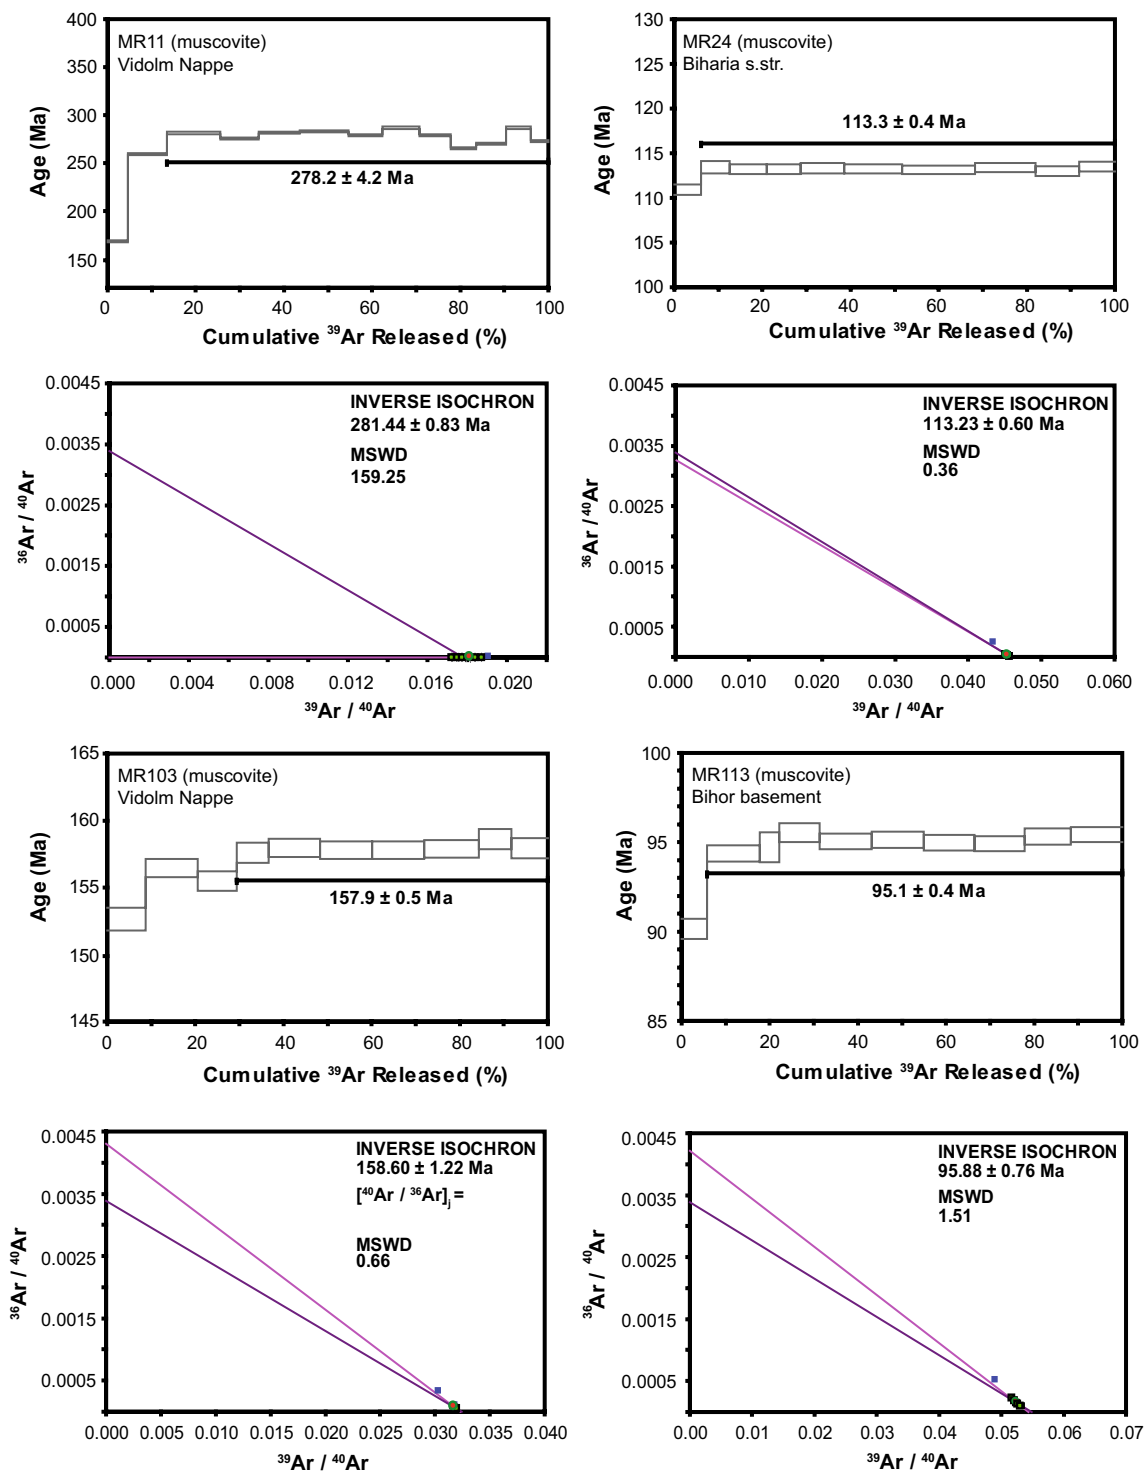 MR11 (muscovite)
Vidolm Nappe
400
350
300
250
200
150
Age (Ma)
278.2 ± 4.2 Ma
0 20 40 60 80 100
Cumulative ³⁹Ar Released (%)
MR24 (muscovite)
Biharia s.str.
130
125
120
115
110
105
100
Age (Ma)
113.3 ± 0.4 Ma
0 20 40 60 80 100
Cumulative ³⁹Ar Released (%)
0.0045
0.0035
0.0025
0.0015
0.0005
³⁶Ar / ⁴⁰Ar
INVERSE ISOCHRON
281.44 ± 0.83 Ma
MSWD
159.25
0.000 0.004 0.008 0.012 0.016 0.020
³⁹Ar / ⁴⁰Ar
0.0045
0.0035
0.0025
0.0015
0.0005
³⁶Ar / ⁴⁰Ar
INVERSE ISOCHRON
113.23 ± 0.60 Ma
MSWD
0.36
0.000 0.010 0.020 0.030 0.040 0.050 0.060
³⁹Ar / ⁴⁰Ar
MR103 (muscovite)
Vidolm Nappe
165
160
155
150
145
Age (Ma)
157.9 ± 0.5 Ma
0 20 40 60 80 100
Cumulative ³⁹Ar Released (%)
MR113 (muscovite)
Bihor basement
100
95
90
85
Age (Ma)
95.1 ± 0.4 Ma
0 20 40 60 80 100
Cumulative ³⁹Ar Released (%)
0.0045
0.0035
0.0025
0.0015
0.0005
³⁶Ar / ⁴⁰Ar
INVERSE ISOCHRON
158.60 ± 1.22 Ma
[⁴⁰Ar / ³⁶Ar]ⱼ =
MSWD
0.66
0.000 0.005 0.010 0.015 0.020 0.025 0.030 0.035 0.040
³⁹Ar / ⁴⁰Ar
0.0045
0.0035
0.0025
0.0015
0.0005
³⁶Ar / ⁴⁰Ar
INVERSE ISOCHRON
95.88 ± 0.76 Ma
MSWD
1.51
0.00 0.01 0.02 0.03 0.04 0.05 0.06 0.07
³⁹Ar / ⁴⁰Ar